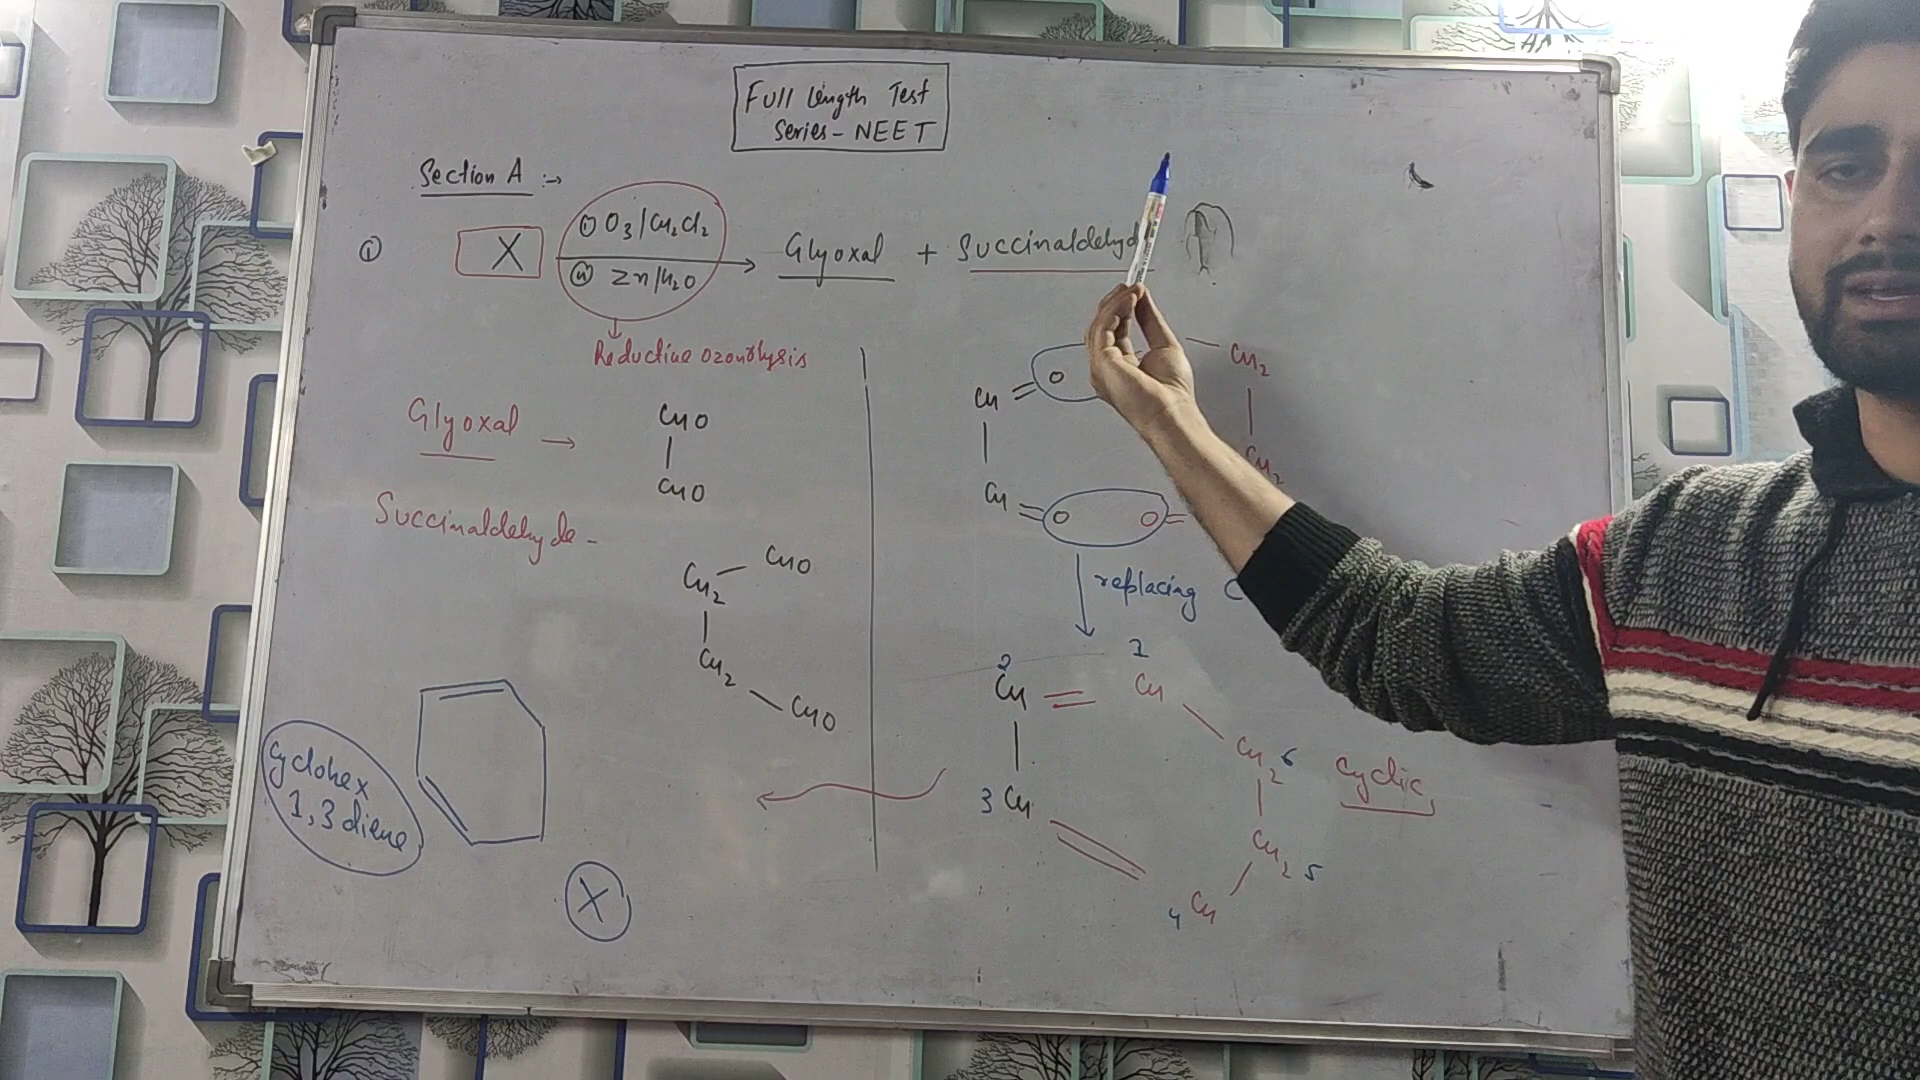 Full length Test
Series - NEET
Section A :→
① X ① O3/CH2Cl2 → Glyoxal + Succinaldehyd
ⅱ Zn/H2O
Reductive ozonolysis
Glyoxal → CHO
CHO
Succinaldehyde -
CH2 - CHO
CH2 - CHO
cyclohex
1,3 diene
X
CH = O
CH = O O =
CH2
CH2
replacing
2 1
CH = CH
CH2 6
3 CH
CH2 5
4 CH
cyclic